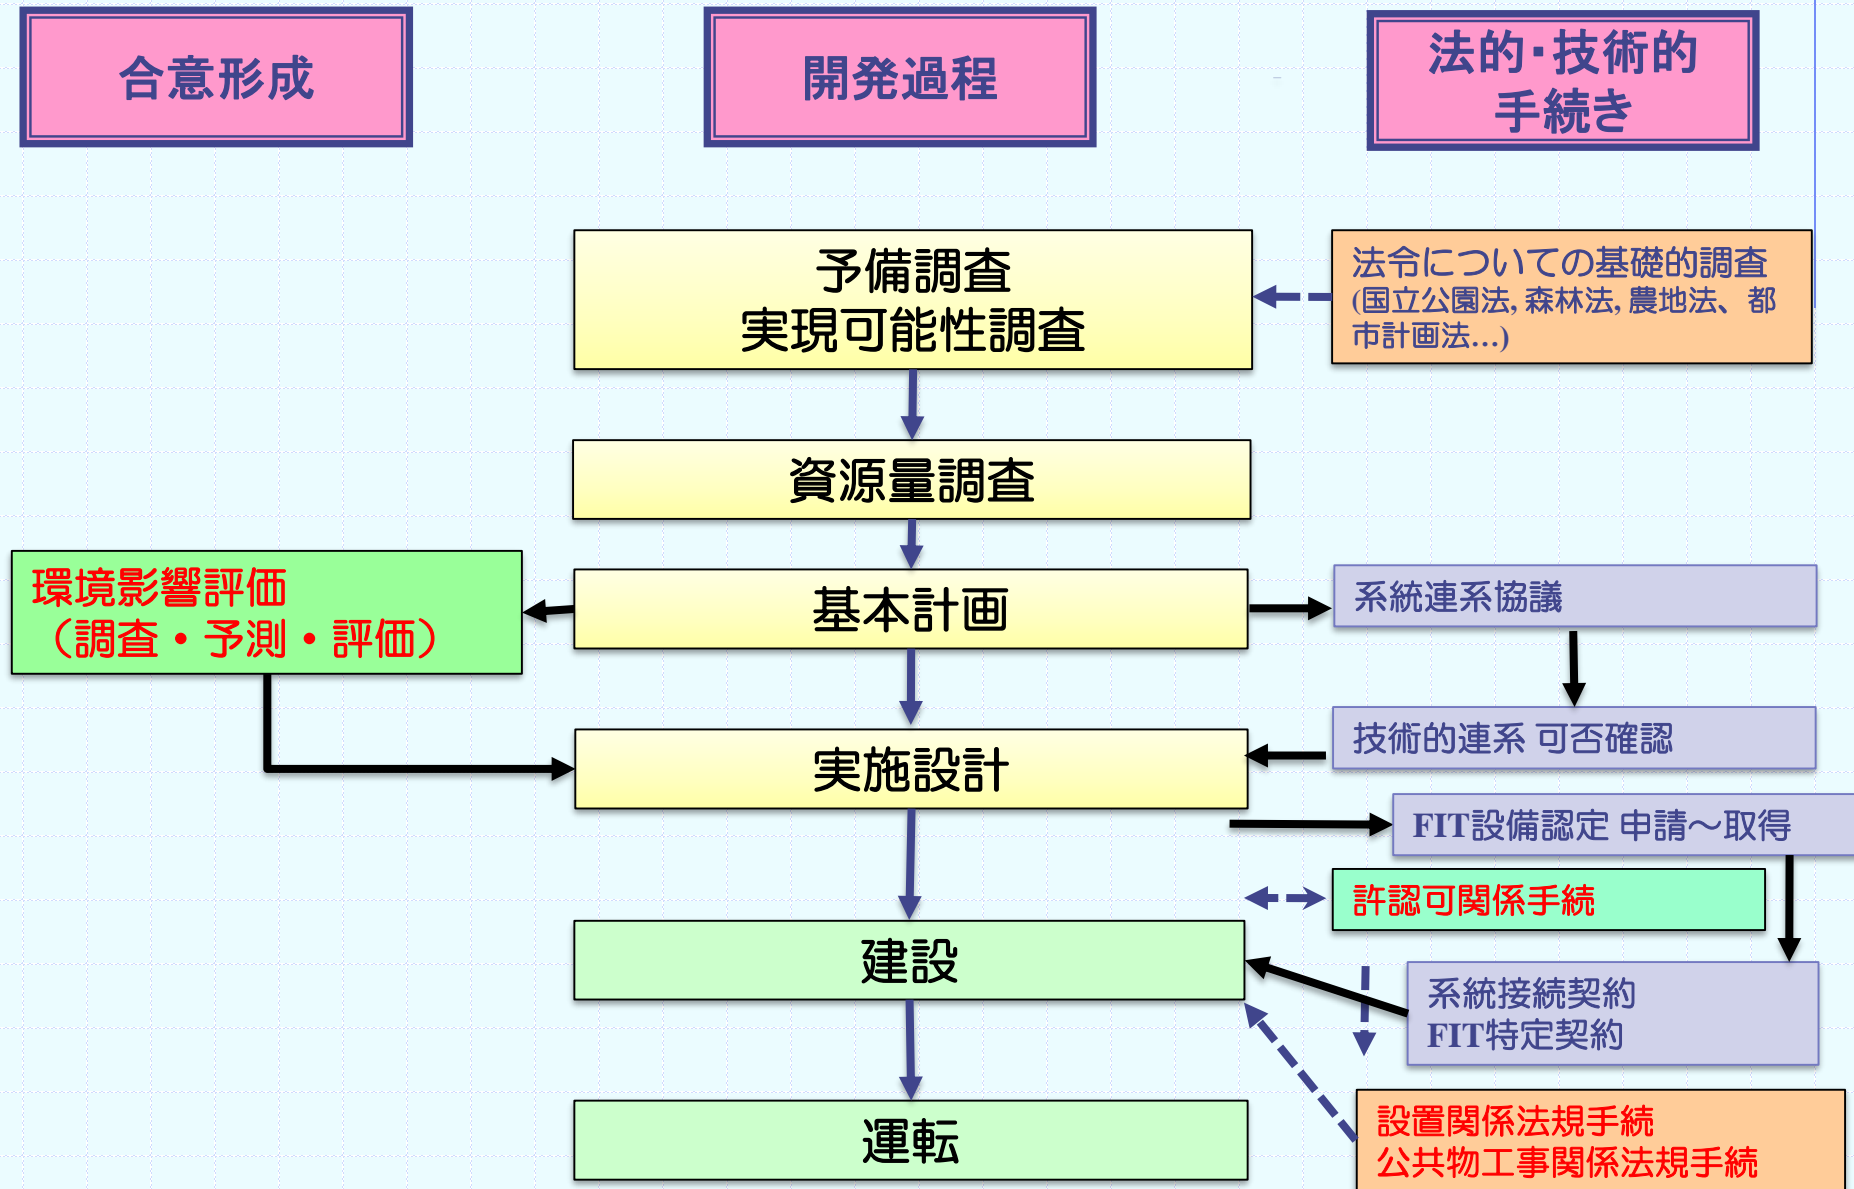 合意形成
開発過程
法的・技術的
手続き
予備調査
実現可能性調査
法令についての基礎的調査
(国立公園法, 森林法, 農地法、都
市計画法…)
資源量調査
環境影響評価
（調査・予測・評価）
基本計画
系統連系協議
技術的連系 可否確認
実施設計
FIT設備認定 申請～取得
許認可関係手続
建設
系統接続契約
FIT特定契約
運転
設置関係法規手続
公共物工事関係法規手続